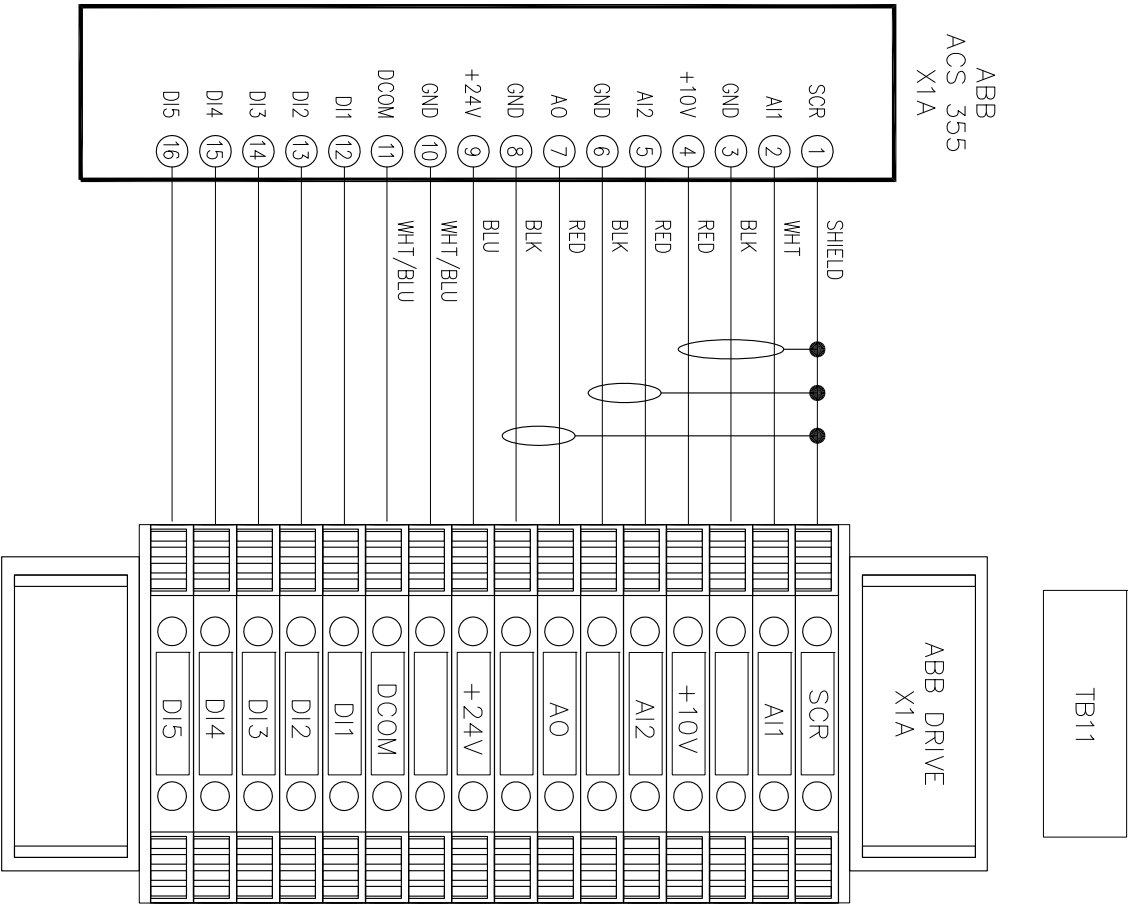 ABB
ACS 355
X1A
SCR 1 SHIELD
AI1 2 WHT
GND 3 BLK
+10V 4 RED
AI2 5 RED
GND 6 BLK
AO 7 RED
GND 8 BLK
+24V 9 BLU
GND 10 WHT/BLU
DCOM 11 WHT/BLU
DI1 12
DI2 13
DI3 14
DI4 15
DI5 16
TB11
ABB DRIVE
X1A
SCR
AI1
+10V
AI2
AO
+24V
DCOM
DI1
DI2
DI3
DI4
DI5